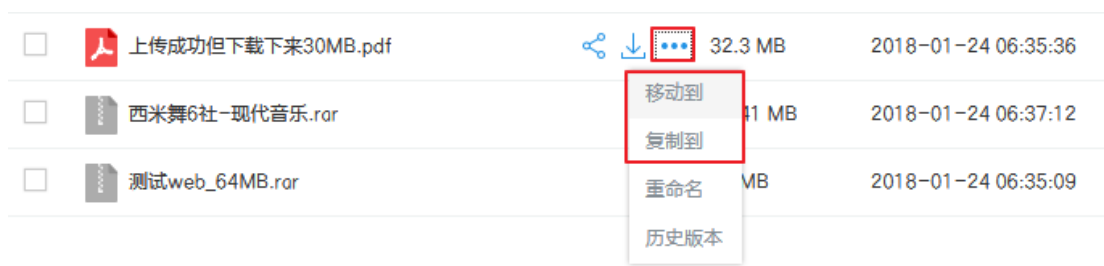 上传成功但下载下来30MB.pdf 32.3 MB 2018-01-24 06:35:36
移动到
西米舞6社-现代音乐.rar 41 MB 2018-01-24 06:37:12
复制到
测试web_64MB.rar MB 2018-01-24 06:35:09
重命名
历史版本